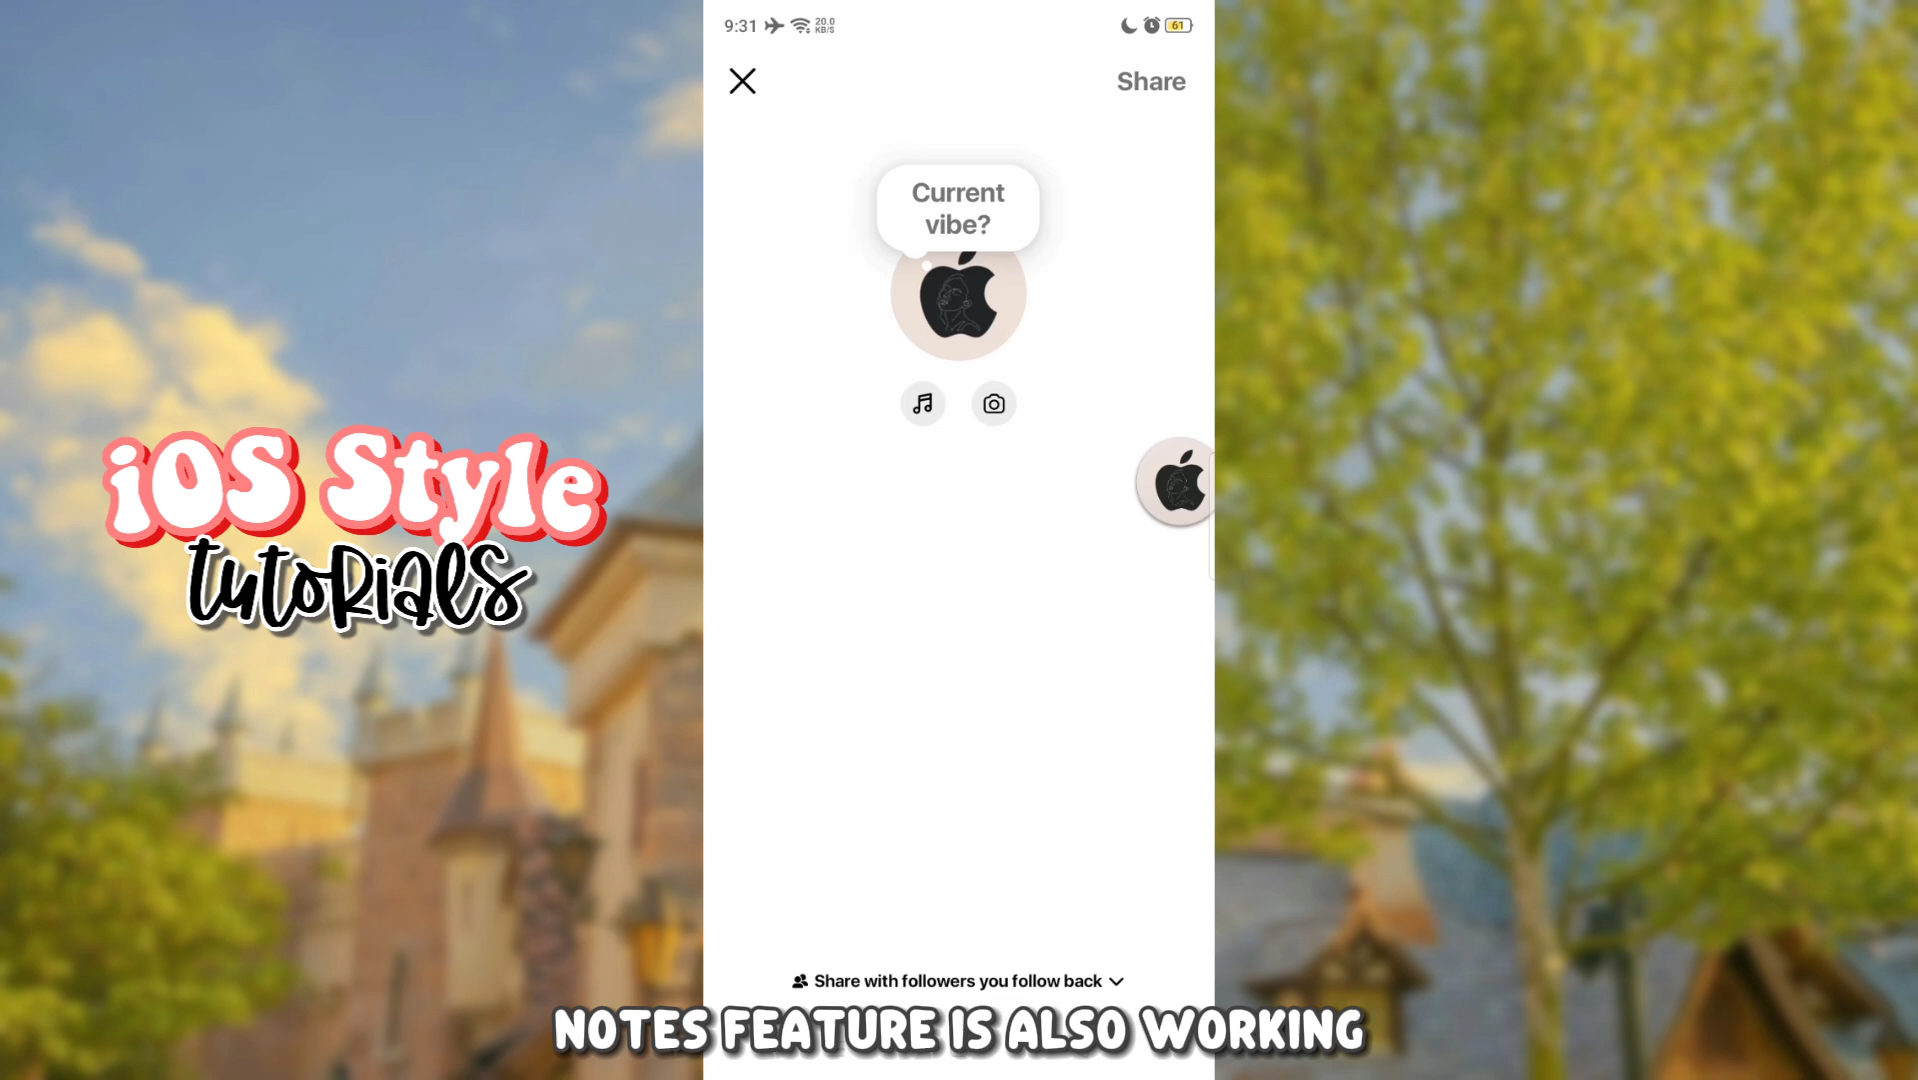 9:31
20.0
KB/S
61
Share
Current
vibe?
iOS Style
tutorials
Share with followers you follow back
NOTES FEATURE IS ALSO WORKING